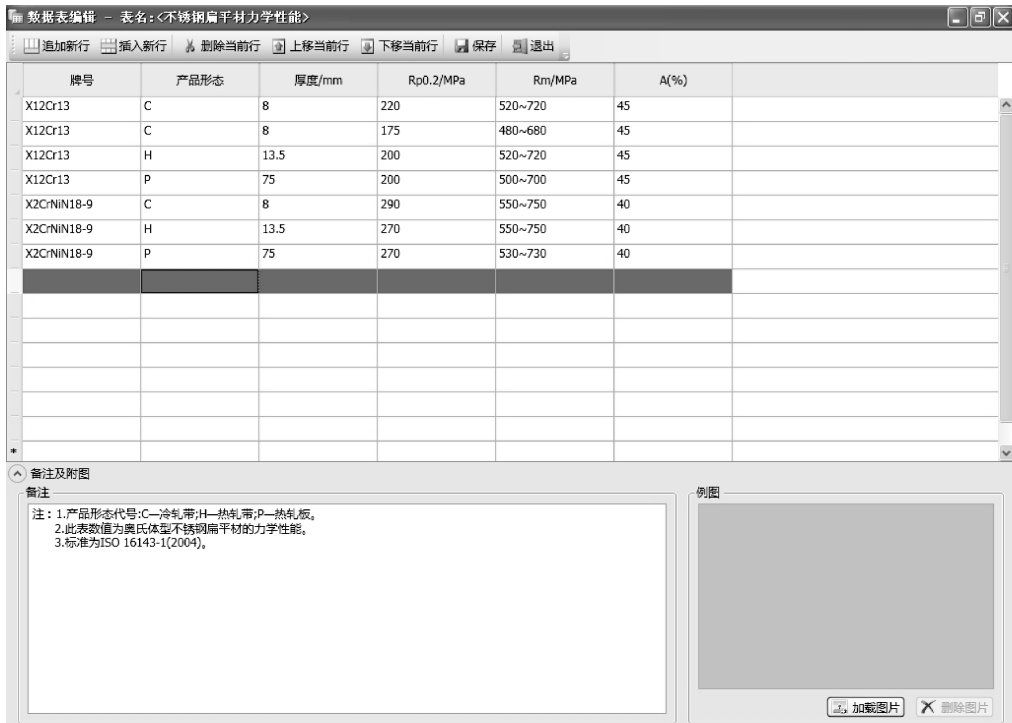 数据表编辑 - 表名:<不锈钢扁平材力学性能>
追加新行 插入新行 删除当前行 上移当前行 下移当前行 保存 退出
牌号 产品形态 厚度/mm Rp0.2/MPa Rm/MPa A(%)
X12Cr13 C 8 220 520~720 45
X12Cr13 C 8 175 480~680 45
X12Cr13 H 13.5 200 520~720 45
X12Cr13 P 75 200 500~700 45
X2CrNiN18-9 C 8 290 550~750 40
X2CrNiN18-9 H 13.5 270 550~750 40
X2CrNiN18-9 P 75 270 530~730 40
*
备注及附图
备注 例图
注：1.产品形态代号:C—冷轧带;H—热轧带;P—热轧板。
2.此表数值为奥氏体型不锈钢扁平材的力学性能。
3.标准为ISO 16143-1(2004)。
加载图片 删除图片